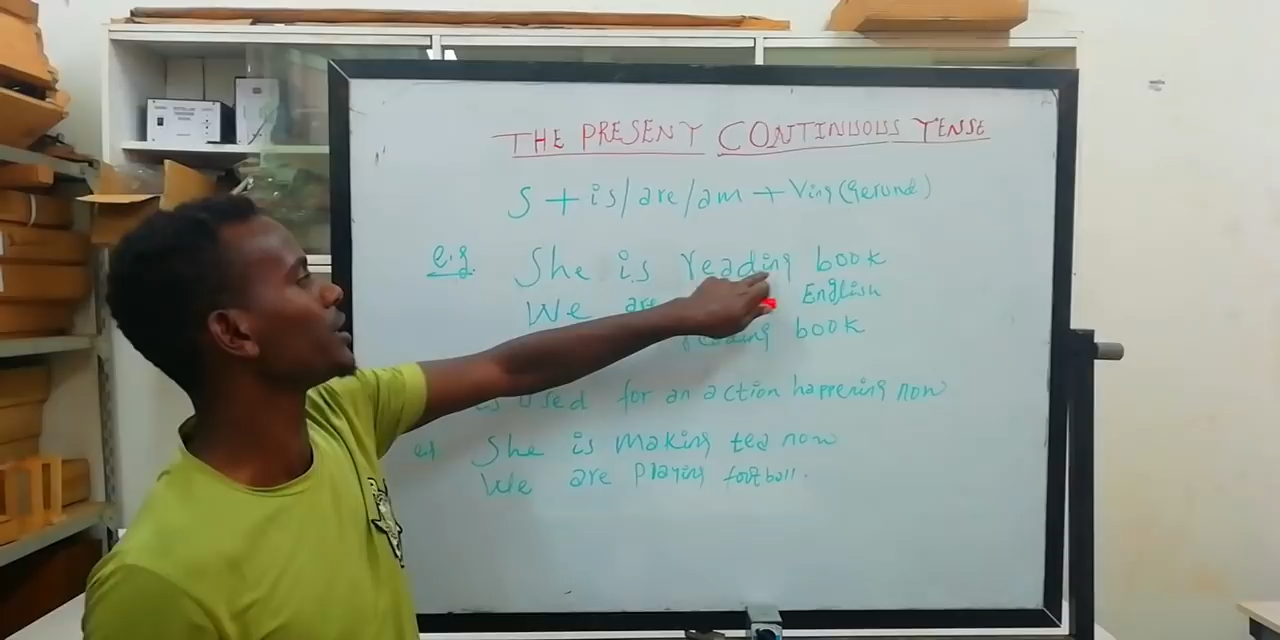 THE PRESENT CONTINUOUS TENSE
S + is/are/am + Ving (Gerund)
e.g. She is reading book
We are English
reading book
is used for an action happening now
eg She is making tea now
We are playing football.